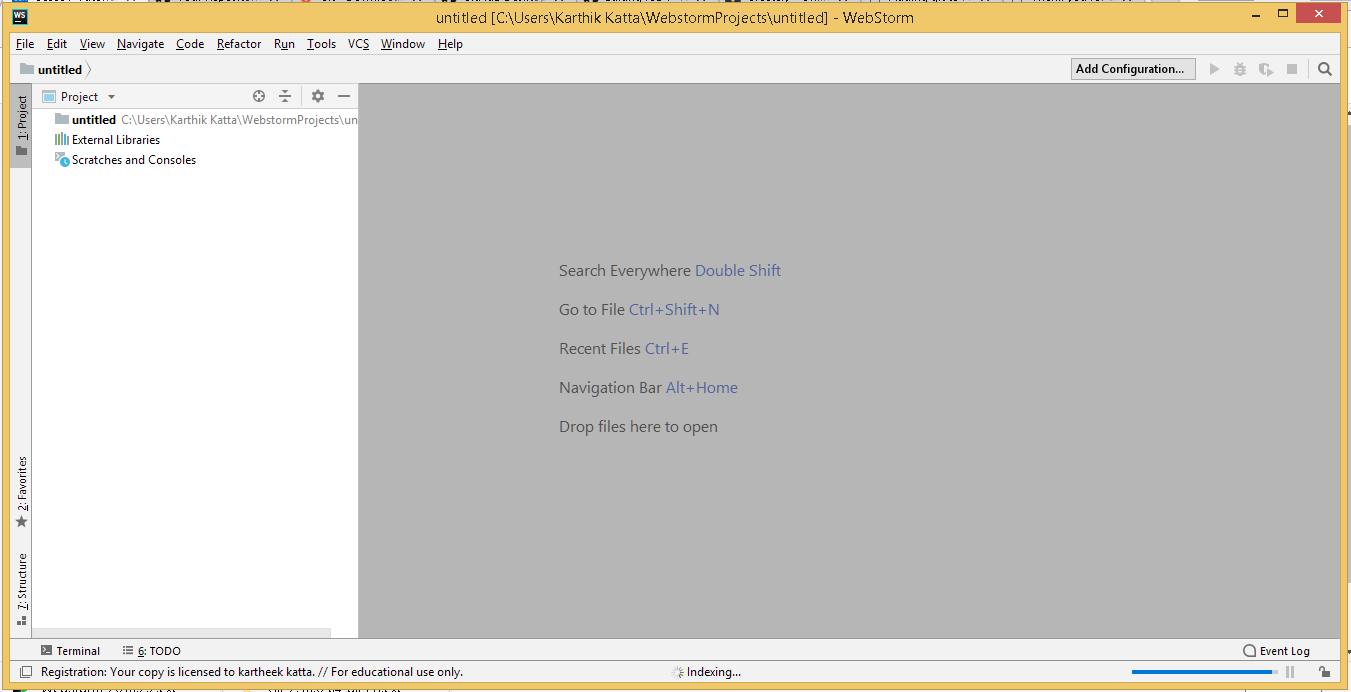 WS
untitled [C:\Users\Karthik Katta\WebstormProjects\untitled] - WebStorm
File Edit View Navigate Code Refactor Run Tools VCS Window Help
untitled
Add Configuration...
1: Project
Project
untitled C:\Users\Karthik Katta\WebstormProjects\un
External Libraries
Scratches and Consoles
Search Everywhere Double Shift
Go to File Ctrl+Shift+N
Recent Files Ctrl+E
Navigation Bar Alt+Home
Drop files here to open
2: Favorites
7: Structure
Terminal 6: TODO
Event Log
Registration: Your copy is licensed to kartheek katta. // For educational use only.
Indexing...